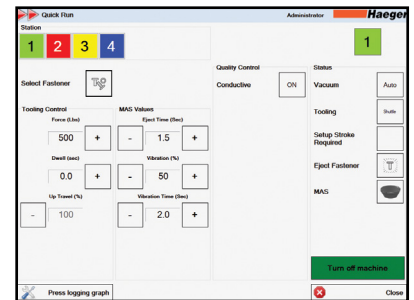 Quick Run
Administrator
Haeger
Station
1 2 3 4
1
Select Fastener
Quality Control
Conductive
ON
Status
Vacuum
Auto
Tooling
Shuttle
Setup Stroke
Required
Eject Fastener
MAS
Tooling Control
Force (Lbs)
500 +
Dwell (sec)
0.0 +
Up Travel (%)
- 100
MAS Values
Eject Time (Sec)
- 1.5 +
Vibration (%)
- 50 +
Vibration Time (Sec)
- 2.0 +
Turn off machine
Press logging graph
Close